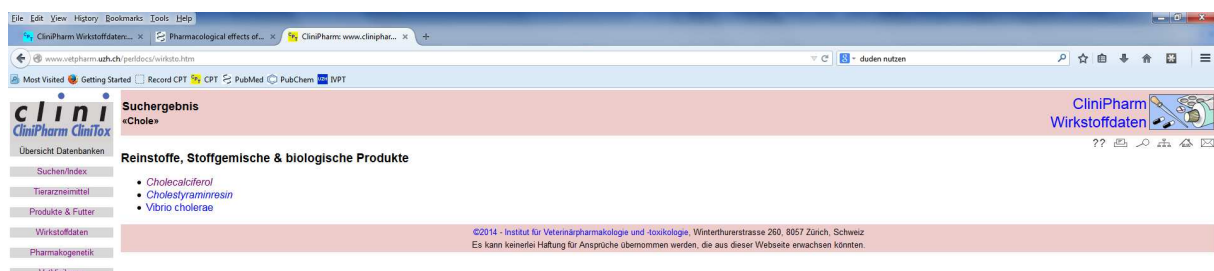 File Edit View History Bookmarks Tools Help
CliniPharm Wirkstoffdaten:... × Pharmacological effects of... × CliniPharm: www.cliniphar... × +
www.vetpharm.uzh.ch/perldocs/wirksto.htm duden nutzen
Most Visited Getting Started Record CPT CPT PubMed PubChem IVPT
clini
CliniPharm CliniTox
Suchergebnis
«Chole»
CliniPharm
Wirkstoffdaten
??
Übersicht Datenbanken
Suchen/Index
Tierarzneimittel
Produkte & Futter
Wirkstoffdaten
Pharmakogenetik
Reinstoffe, Stoffgemische & biologische Produkte
• Cholecalciferol
• Cholestyraminresin
• Vibrio cholerae
©2014 - Institut für Veterinärpharmakologie und -toxikologie, Winterthurerstrasse 260, 8057 Zürich, Schweiz
Es kann keinerlei Haftung für Ansprüche übernommen werden, die aus dieser Webseite erwachsen könnten.